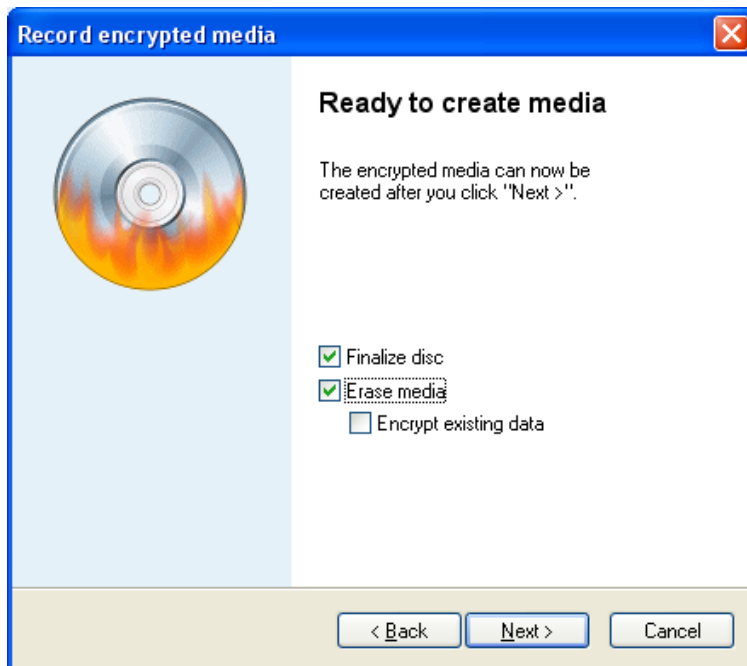 Record encrypted media
Ready to create media
The encrypted media can now be
created after you click "Next >".
Finalize disc
Erase media
Encrypt existing data
< Back
Next >
Cancel